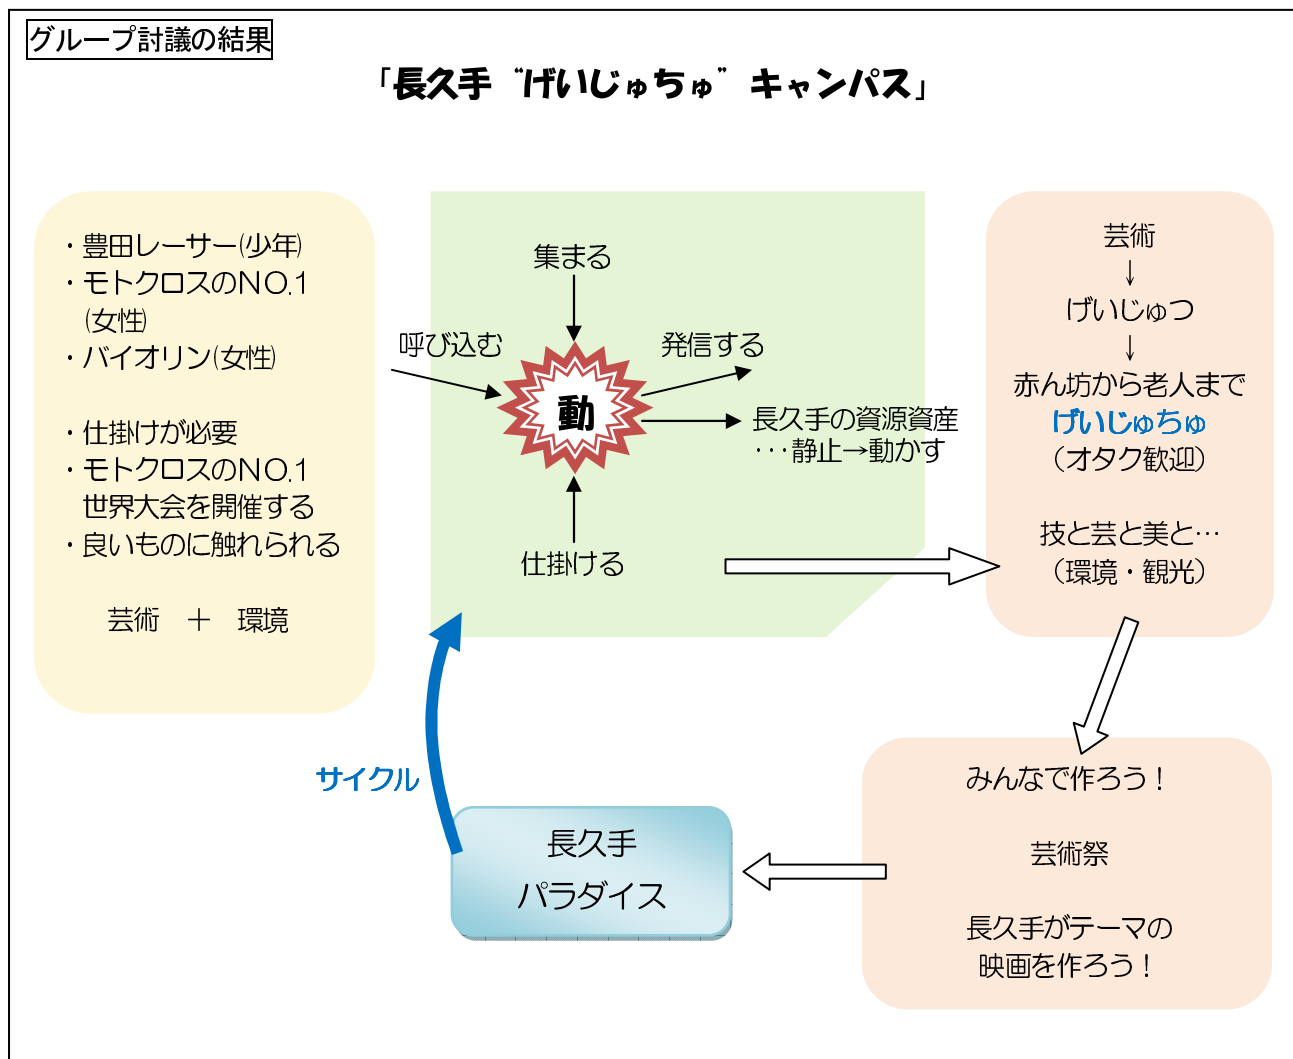 グループ討議の結果
「長久手 “げいじゅちゅ” キャンパス」
・豊田レーサー(少年)
・モトクロスのNO.1
(女性)
・バイオリン(女性)
・仕掛けが必要
・モトクロスのNO.1
世界大会を開催する
・良いものに触れられる
芸術 ＋ 環境
集まる
呼び込む
発信する
動
長久手の資源資産
･･･静止→動かす
仕掛ける
芸術
↓
げいじゅつ
↓
赤ん坊から老人まで
げいじゅちゅ
（オタク歓迎）
技と芸と美と…
（環境・観光）
みんなで作ろう！
芸術祭
長久手がテーマの
映画を作ろう！
長久手
パラダイス
サイクル